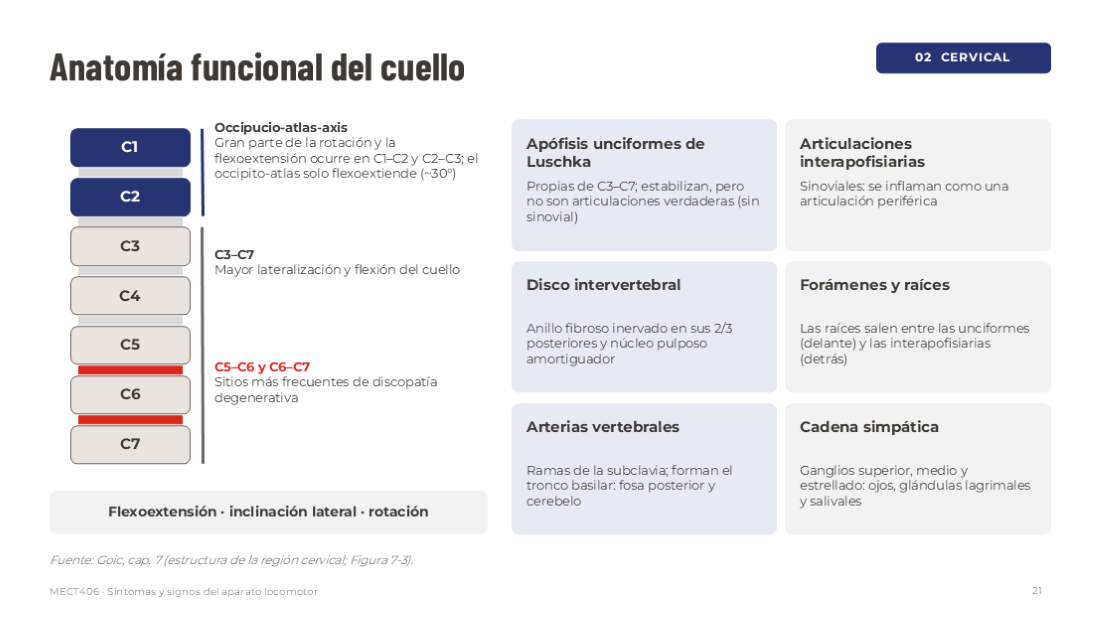 Anatomía funcional del cuello
02 CERVICAL
C1
C2
C3
C4
C5
C6
C7
Occipucio-atlas-axis
Gran parte de la rotación y la
flexoextensión ocurre en C1–C2 y C2–C3; el
occipito-atlas solo flexoextiende (~30°)
C3–C7
Mayor lateralización y flexión del cuello
C5–C6 y C6–C7
Sitios más frecuentes de discopatía
degenerativa
Flexoextensión · inclinación lateral · rotación
Apófisis unciformes de
Luschka
Propias de C3–C7; estabilizan, pero
no son articulaciones verdaderas (sin
sinovial)
Articulaciones
interapofisiarias
Sinoviales: se inflaman como una
articulación periférica
Disco intervertebral
Anillo fibroso inervado en sus 2/3
posteriores y núcleo pulposo
amortiguador
Forámenes y raíces
Las raíces salen entre las unciformes
(delante) y las interapofisiarias
(detrás)
Arterias vertebrales
Ramas de la subclavia; forman el
tronco basilar: fosa posterior y
cerebelo
Cadena simpática
Ganglios superior, medio y
estrellado: ojos, glándulas lagrimales
y salivales
Fuente: Goic, cap. 7 (estructura de la región cervical; Figura 7-3).
MECT406 · Síntomas y signos del aparato locomotor
21